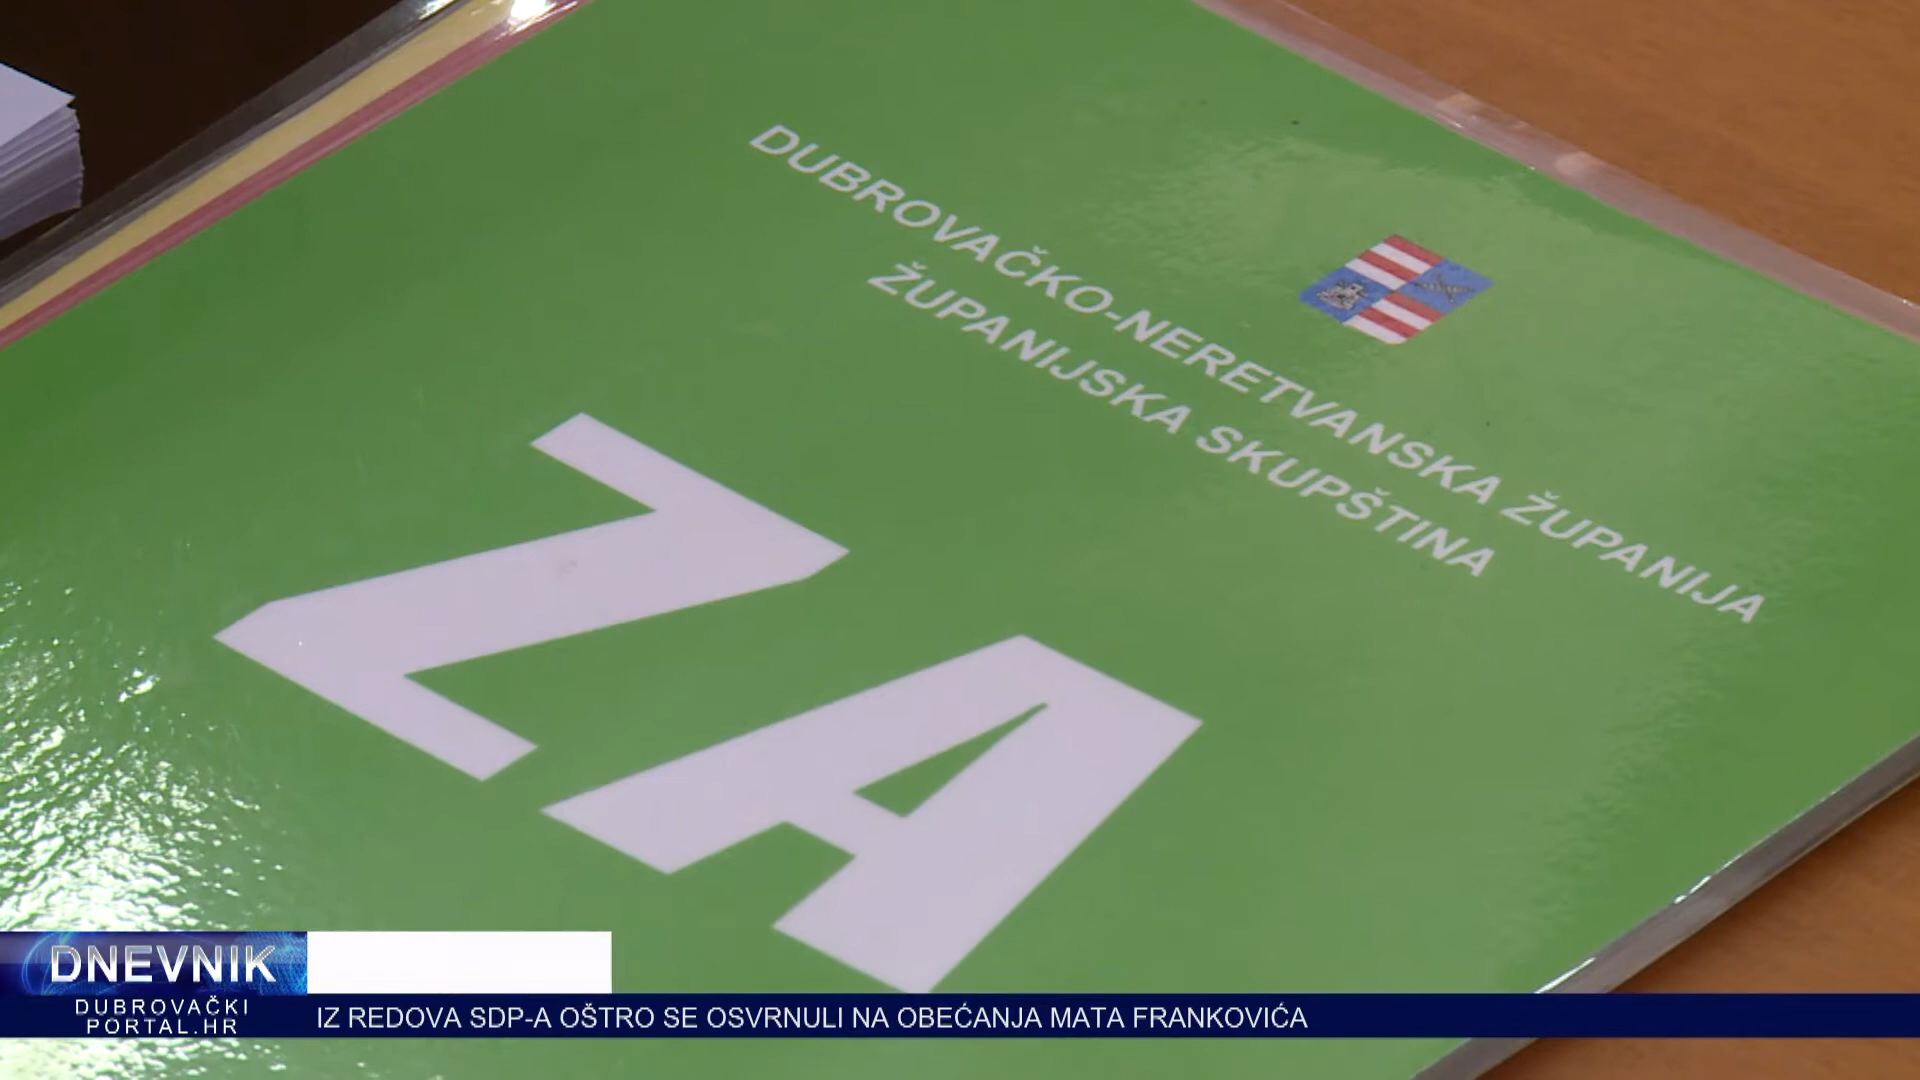 DUBROVAČKO-NERETVANSKA ŽUPANIJA
ŽUPANIJSKA SKUPŠTINA
ZA
DNEVNIK
DUBROVAČKI
PORTAL.HR
IZ REDOVA SDP-A OŠTRO SE OSVRNULI NA OBEĆANJA MATA FRANKOVIĆA